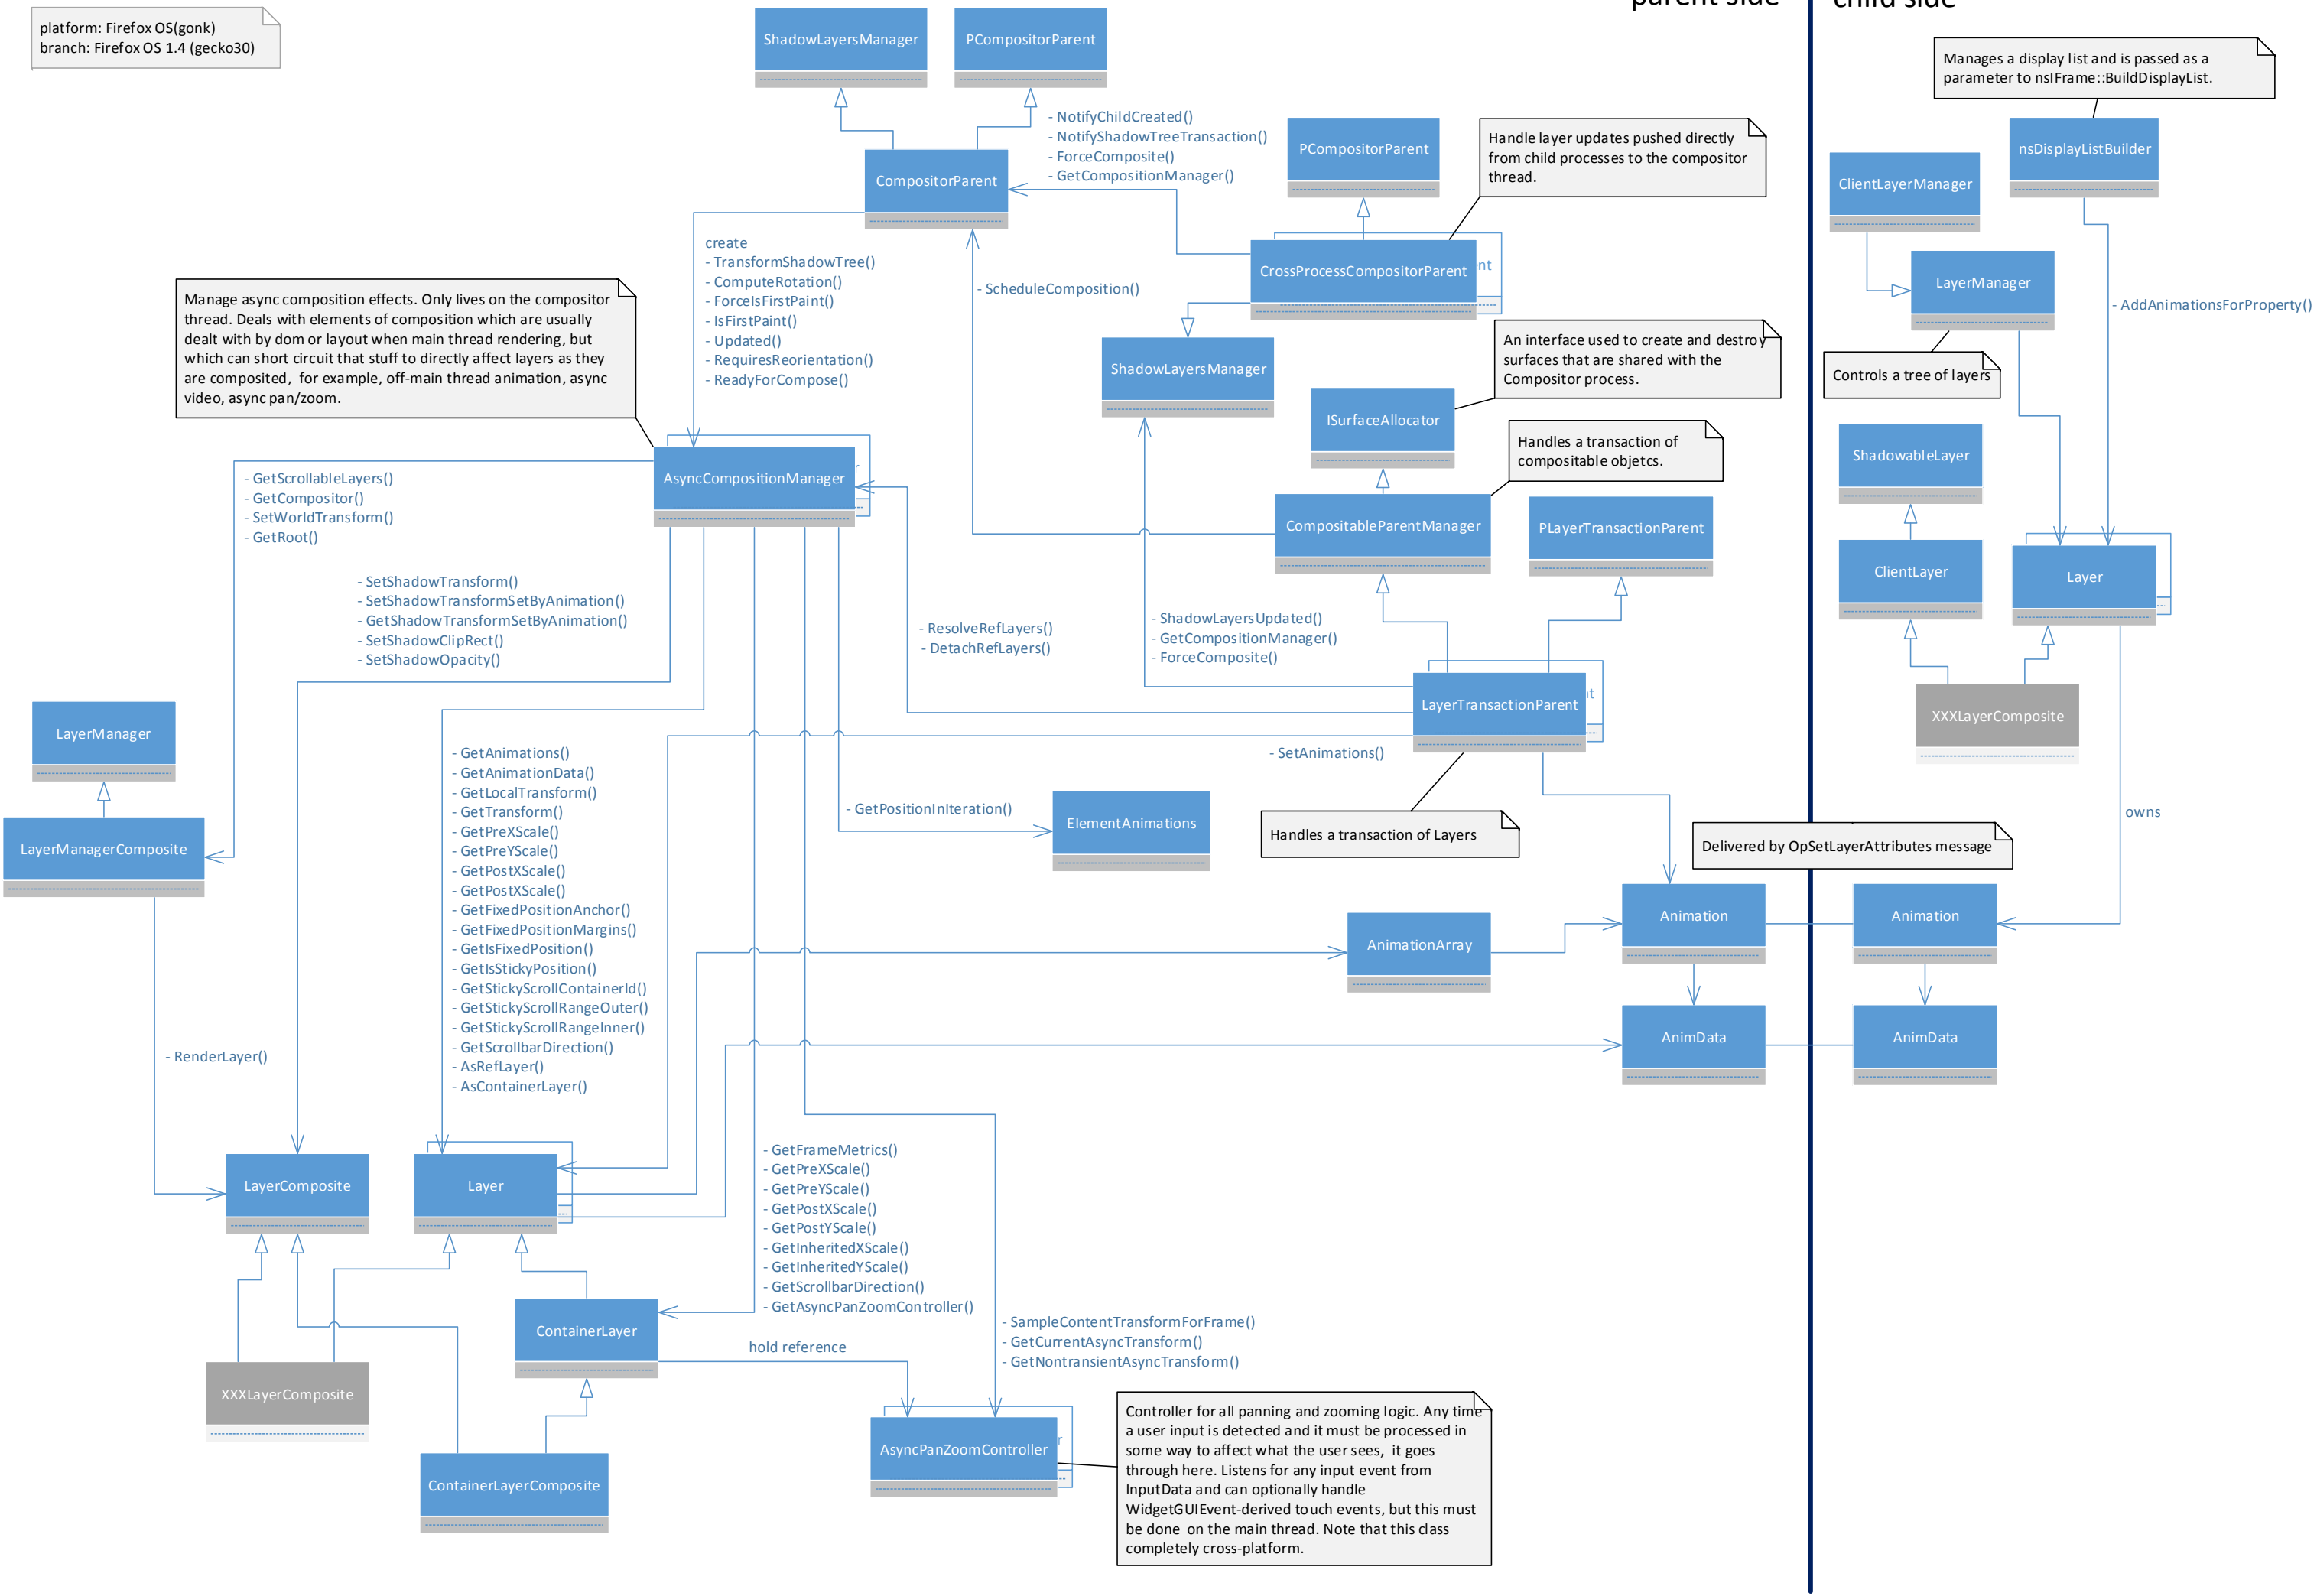 parent side
child side
platform: Firefox OS(gonk)
branch: Firefox OS 1.4 (gecko30)
ShadowLayersManager
PCompositorParent
Manages a display list and is passed as a
parameter to nsIFrame::BuildDisplayList.
- NotifyChildCreated()
- NotifyShadowTreeTransaction()
- ForceComposite()
- GetCompositionManager()
PCompositorParent
Handle layer updates pushed directly
from child processes to the compositor
thread.
nsDisplayListBuilder
ClientLayerManager
CompositorParent
create
- TransformShadowTree()
- ComputeRotation()
- ForceIsFirstPaint()
- IsFirstPaint()
- Updated()
- RequiresReorientation()
- ReadyForCompose()
- ScheduleComposition()
CrossProcessCompositorParent
nt
LayerManager
- AddAnimationsForProperty()
Manage async composition effects. Only lives on the compositor
thread. Deals with elements of composition which are usually
dealt with by dom or layout when main thread rendering, but
which can short circuit that stuff to directly affect layers as they
are composited,  for example, off-main thread animation, async
video, async pan/zoom.
ShadowLayersManager
An interface used to create and destroy
surfaces that are shared with the
Compositor process.
Controls a tree of layers
ISurfaceAllocator
Handles a transaction of
compositable objetcs.
ShadowableLayer
AsyncCompositionManager
r
- GetScrollableLayers()
- GetCompositor()
- SetWorldTransform()
- GetRoot()
CompositableParentManager
PLayerTransactionParent
ClientLayer
Layer
- SetShadowTransform()
- SetShadowTransformSetByAnimation()
- GetShadowTransformSetByAnimation()
- SetShadowClipRect()
- SetShadowOpacity()
- ResolveRefLayers()
- DetachRefLayers()
- ShadowLayersUpdated()
- GetCompositionManager()
- ForceComposite()
LayerTransactionParent
nt
XXXLayerComposite
LayerManager
- SetAnimations()
- GetAnimations()
- GetAnimationData()
- GetLocalTransform()
- GetTransform()
- GetPreXScale()
- GetPreYScale()
- GetPostXScale()
- GetPostXScale()
- GetFixedPositionAnchor()
- GetFixedPositionMargins()
- GetIsFixedPosition()
- GetIsStickyPosition()
- GetStickyScrollContainerId()
- GetStickyScrollRangeOuter()
- GetStickyScrollRangeInner()
- GetScrollbarDirection()
- AsRefLayer()
- AsContainerLayer()
- GetPositionInIteration()
ElementAnimations
Handles a transaction of Layers
owns
LayerManagerComposite
Delivered by OpSetLayerAttributes message
Animation
Animation
AnimationArray
AnimData
AnimData
- RenderLayer()
LayerComposite
Layer
- GetFrameMetrics()
- GetPreXScale()
- GetPreYScale()
- GetPostXScale()
- GetPostYScale()
- GetInheritedXScale()
- GetInheritedYScale()
- GetScrollbarDirection()
- GetAsyncPanZoomController()
ContainerLayer
hold reference
- SampleContentTransformForFrame()
- GetCurrentAsyncTransform()
- GetNontransientAsyncTransform()
XXXLayerComposite
AsyncPanZoomController
r
ContainerLayerComposite
Controller for all panning and zooming logic. Any time
a user input is detected and it must be processed in
some way to affect what the user sees,  it goes
through here. Listens for any input event from
InputData and can optionally handle
WidgetGUIEvent-derived touch events, but this must
be done  on the main thread. Note that this class
completely cross-platform.